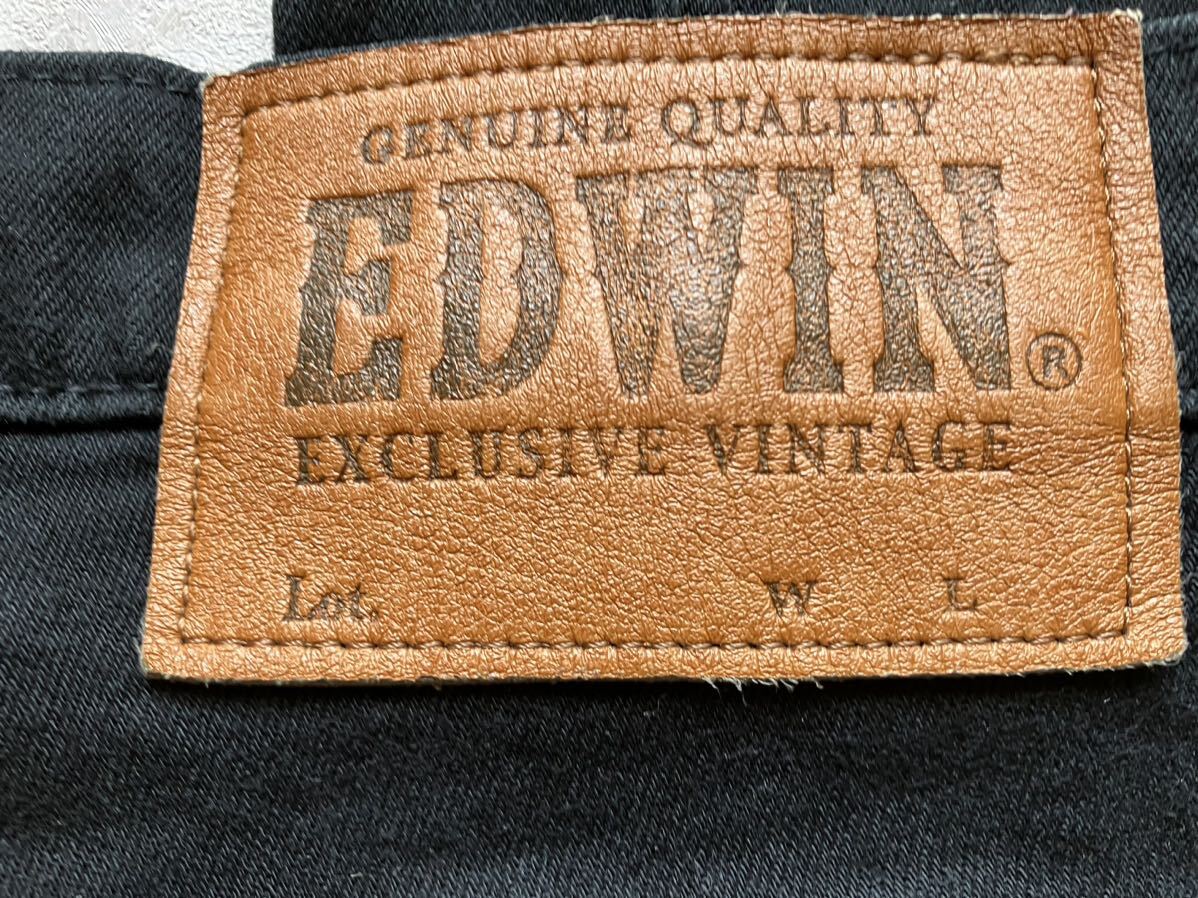 GENUINE QUALITY
EDWIN®
EXCLUSIVE VINTAGE
Lot. W L